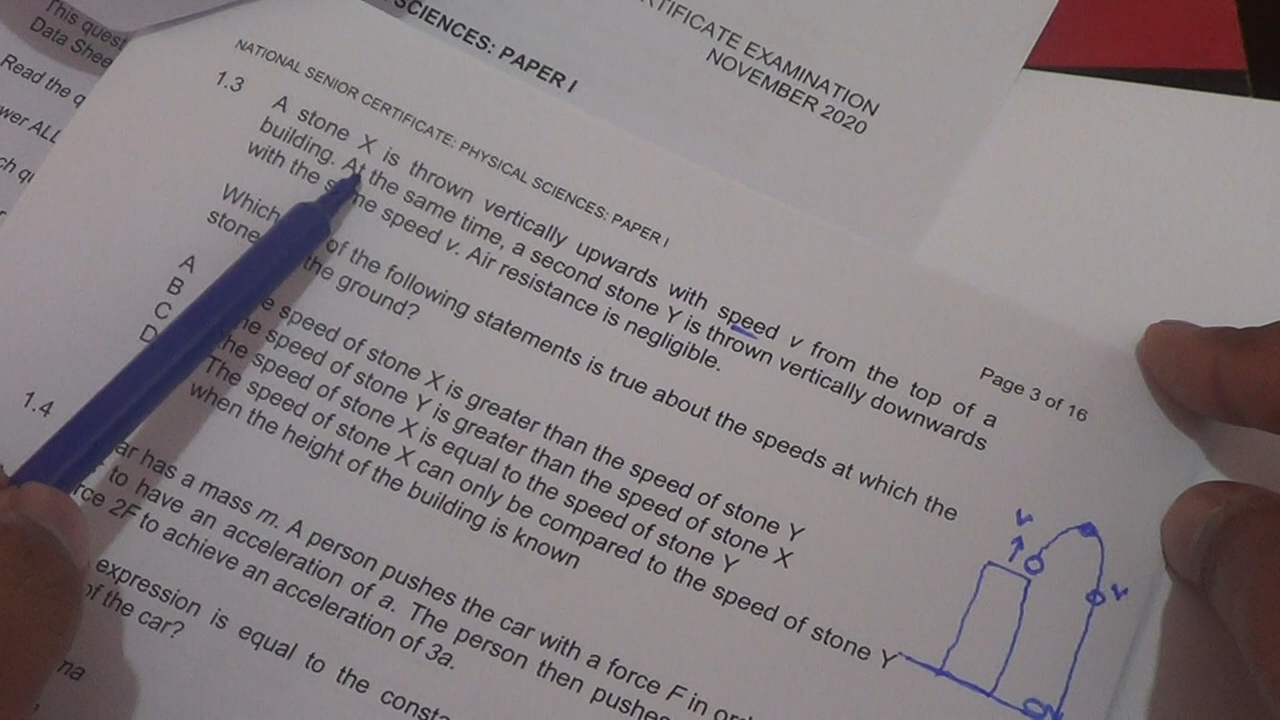 This quest
Data Shee
Read the q
wer ALL
ch qu
SCIENCES: PAPER I
RTIFICATE EXAMINATION
NOVEMBER 2020
NATIONAL SENIOR CERTIFICATE: PHYSICAL SCIENCES: PAPER I
Page 3 of 16
1.3 A stone X is thrown vertically upwards with speed v from the top of a
building. At the same time, a second stone Y is thrown vertically downwards
with the same speed v. Air resistance is negligible.
Which of the following statements is true about the speeds at which the
stone the ground?
A speed of stone X is greater than the speed of stone Y
B speed of stone Y is greater than the speed of stone X
C the speed of stone X is equal to the speed of stone Y
D The speed of stone X can only be compared to the speed of stone Y
when the height of the building is known
1.4 ar has a mass m. A person pushes the car with a force F in ord
to have an acceleration of a. The person then pushes
rce 2F to achieve an acceleration of 3a.
expression is equal to the consta
of the car?
ma
v
v